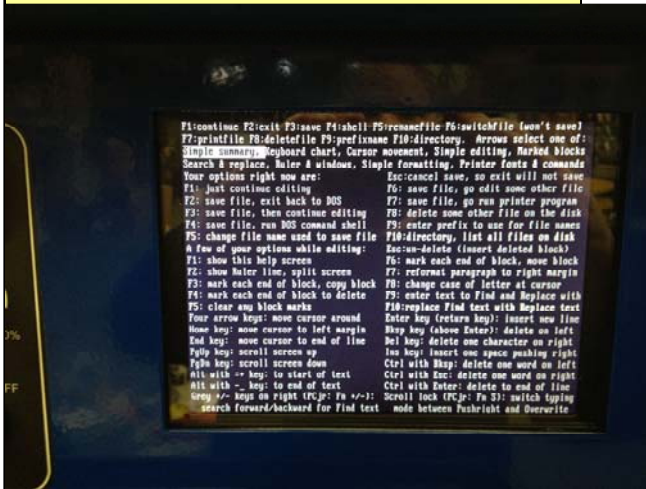 F1:continue F2:exit F3:save F4:shell F5:renamefile F6:switchfile (won't save)
F7:printfile F8:deletefile F9:prefixname F10:directory. Arrows select one of:
Simple summary, Keyboard chart, Cursor movement, Simple editing, Marked blocks
Search & replace, Ruler & windows, Simple formatting, Printer fonts & commands
Your options right now are: Esc:cancel save, so exit will not save
F1: just continue editing F6: save file, go edit some other file
F2: save file, exit back to DOS F7: save file, go run printer program
F3: save file, then continue editing F8: delete some other file on the disk
F4: save file, run DOS command shell F9: enter prefix to use for file names
F5: change file name used to save file F10:directory, list all files on disk
A few of your options while editing: Esc:un-delete (insert deleted block)
F1: show this help screen F6: mark each end of block, move block
F2: show Ruler line, split screen F7: reformat paragraph to right margin
F3: mark each end of block, copy block F8: change case of letter at cursor
F4: mark each end of block to delete F9: enter text to Find and Replace with
F5: clear any block marks F10:replace Find text with Replace text
Four arrow keys: move cursor around Enter key (return key): insert new line
Home key: move cursor to left margin Bksp key (above Enter): delete on left
End key: move cursor to end of line Del key: delete one character on right
PgUp key: scroll screen up Ins key: insert one space pushing right
PgDn key: scroll screen down Ctrl with Bksp: delete one word on left
Alt with =+ key: to start of text Ctrl with Esc: delete one word on right
Alt with -_ key: to end of text Ctrl with Enter: delete to end of line
Grey +/- keys on right (PCjr: Fn +/-): Scroll lock (PCjr: Fn S): switch typing
search forward/backward for Find text mode between Pushright and Overwrite
0%
FF